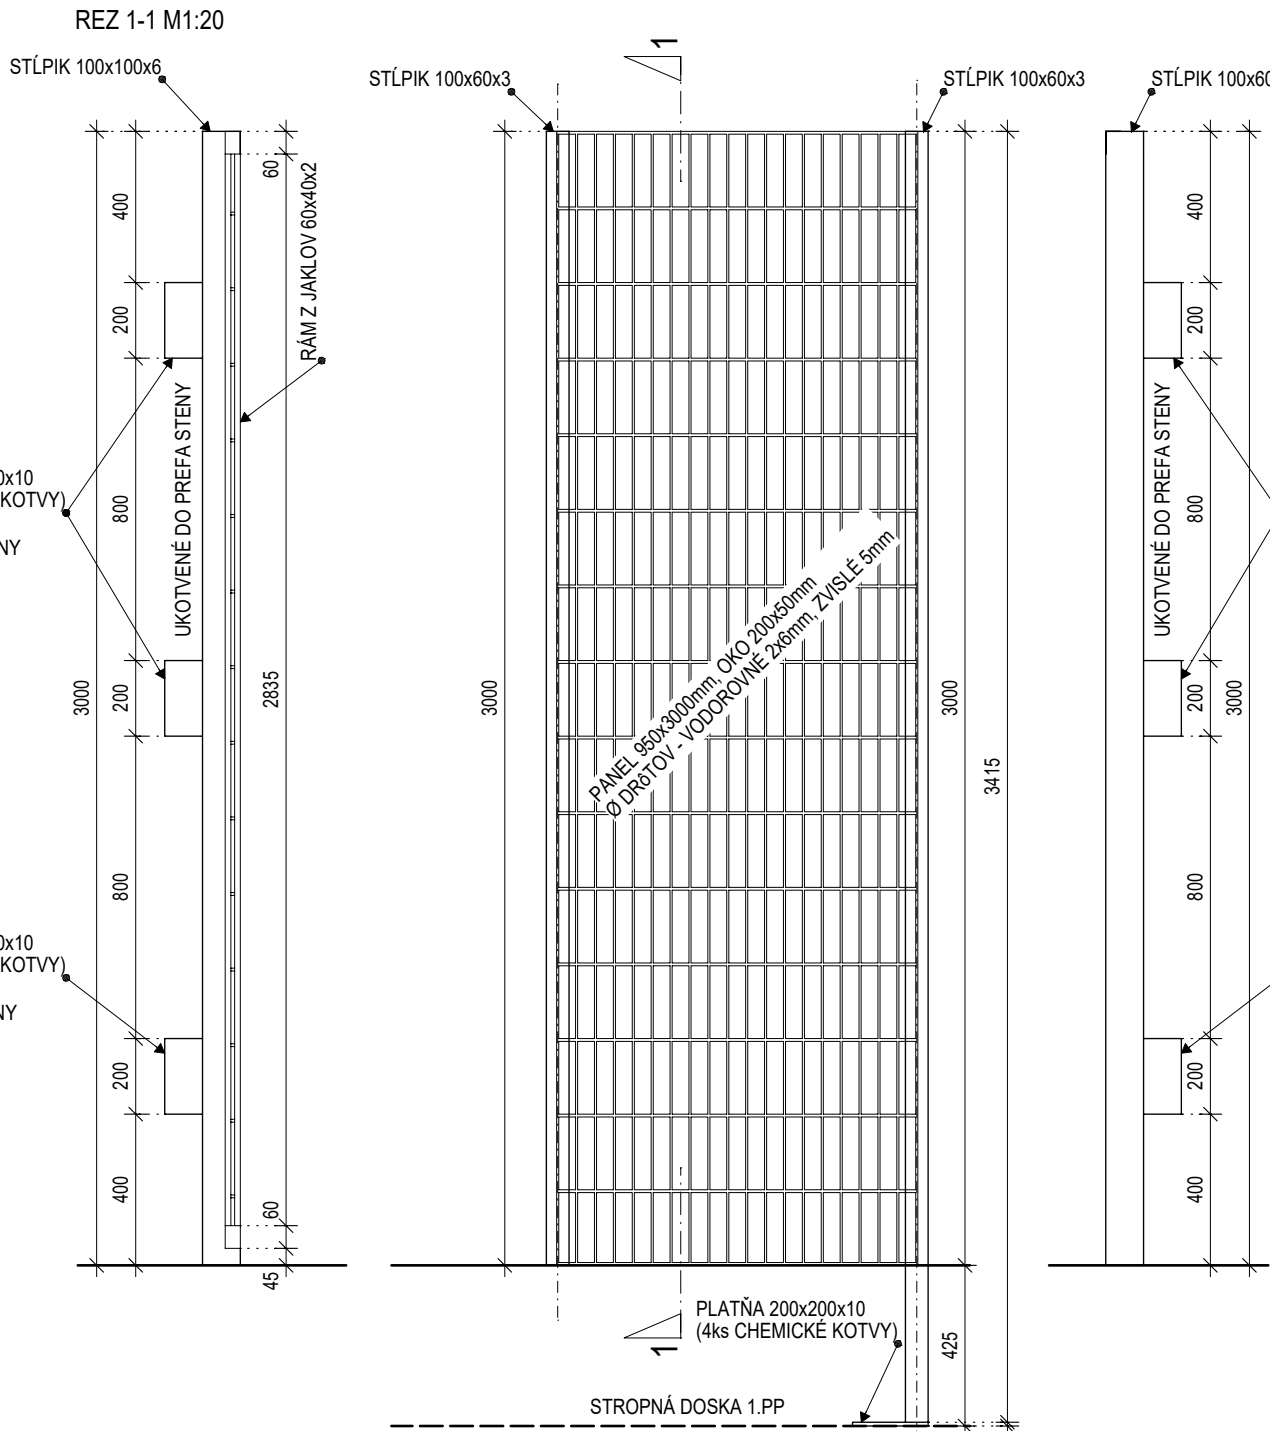 REZ 1-1 M1:20
STĹPIK 100x100x6
STĹPIK 100x60x3
1
STĹPIK 100x60x3
STĹPIK 100x60
60
400
200
800
200
800
200
400
3000
2835
60
45
RÁM Z JAKLOV 60x40x2
UKOTVENÉ DO PREFA STENY
0x10
KOTVY)
NY
0x10
KOTVY)
NY
3000
PANEL 950x3000mm, OKO 200x50mm
Ø DRôTOV - VODOROVNÉ 2x6mm, ZVISLÉ 5mm
3000
3415
425
1
PLATŇA 200x200x10
(4ks CHEMICKÉ KOTVY)
STROPNÁ DOSKA 1.PP
UKOTVENÉ DO PREFA STENY
400
200
800
200
3000
800
200
400